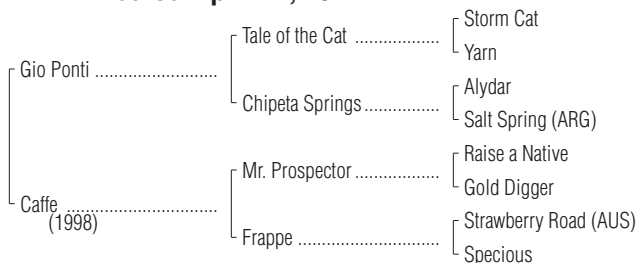 Storm Cat
Tale of the Cat ..................
Yarn
Gio Ponti ..........................
Alydar
Chipeta Springs................
Salt Spring (ARG)
Raise a Native
Mr. Prospector ..................
Gold Digger
Caffe ................................
(1998)
Strawberry Road (AUS)
Frappe ..............................
Specious